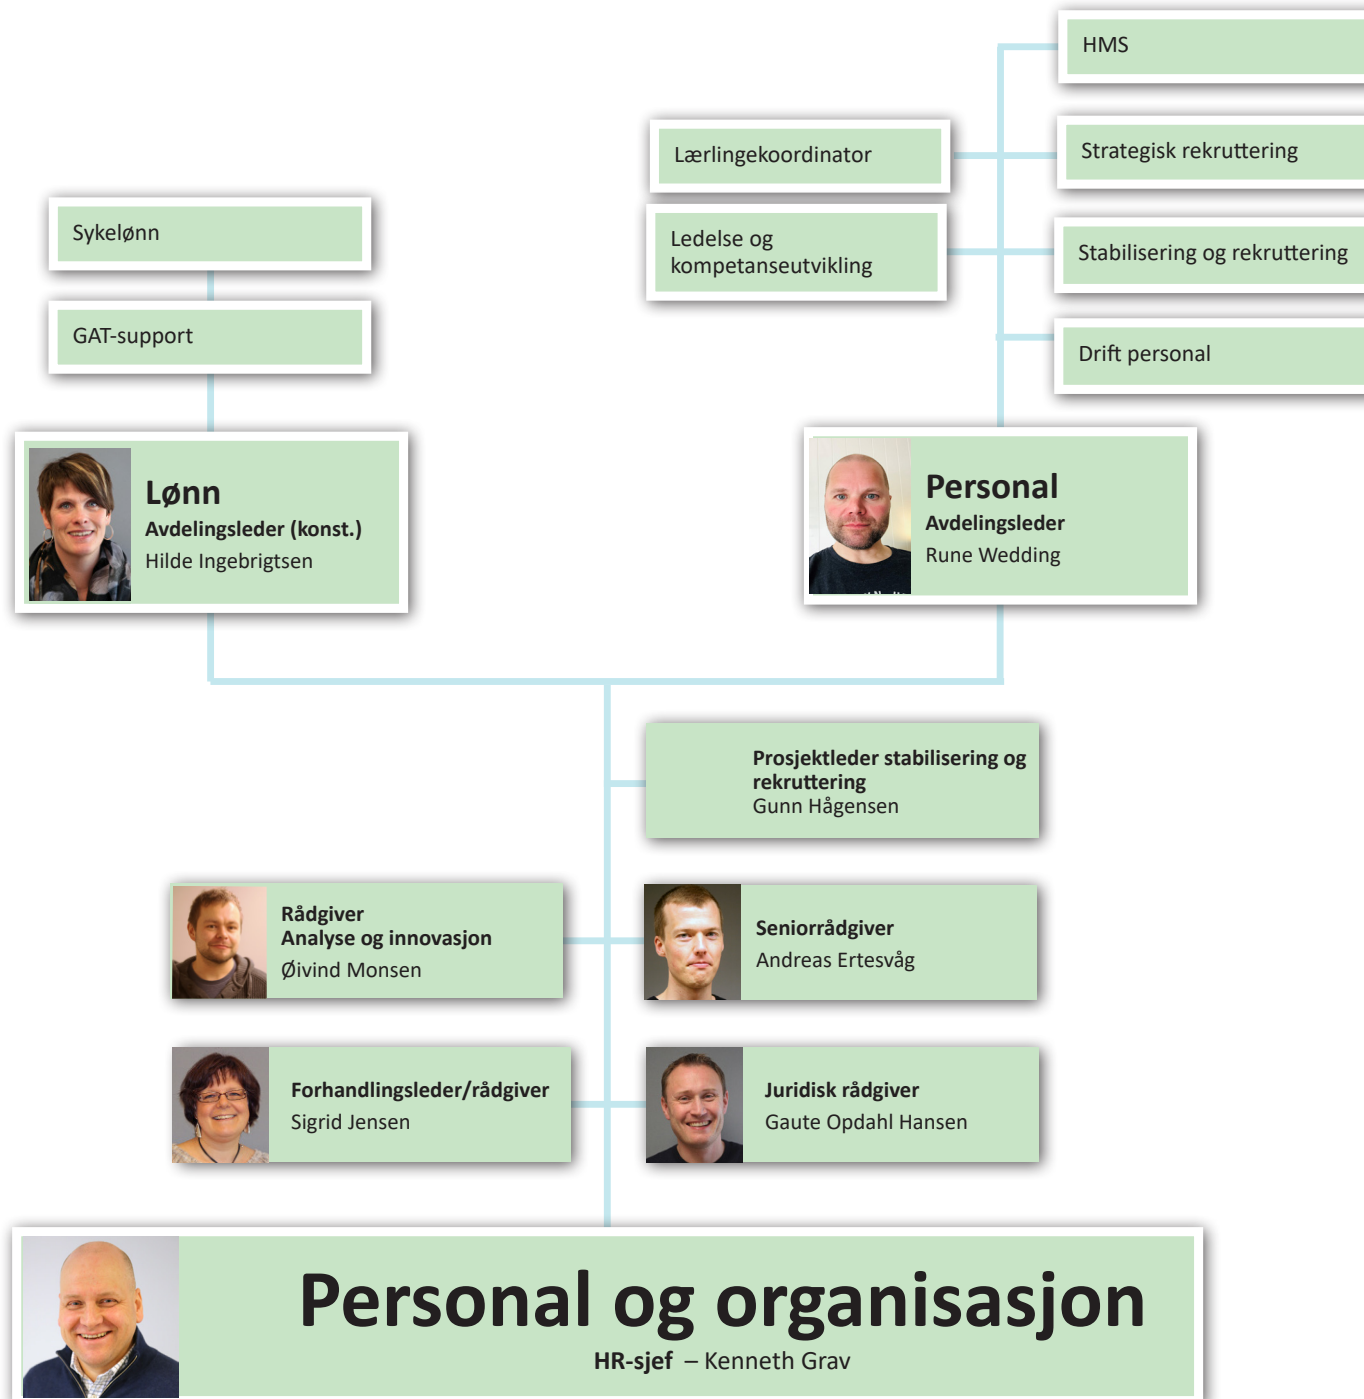 HMS
Lærlingekoordinator
Strategisk rekruttering
Sykelønn
Ledelse og
kompetanseutvikling
Stabilisering og rekruttering
GAT-support
Drift personal
Lønn
Avdelingsleder (konst.)
Hilde Ingebrigtsen
Personal
Avdelingsleder
Rune Wedding
Prosjektleder stabilisering og
rekruttering
Gunn Hågensen
Rådgiver
Analyse og innovasjon
Øivind Monsen
Seniorrådgiver
Andreas Ertesvåg
Forhandlingsleder/rådgiver
Sigrid Jensen
Juridisk rådgiver
Gaute Opdahl Hansen
Personal og organisasjon
HR-sjef – Kenneth Grav